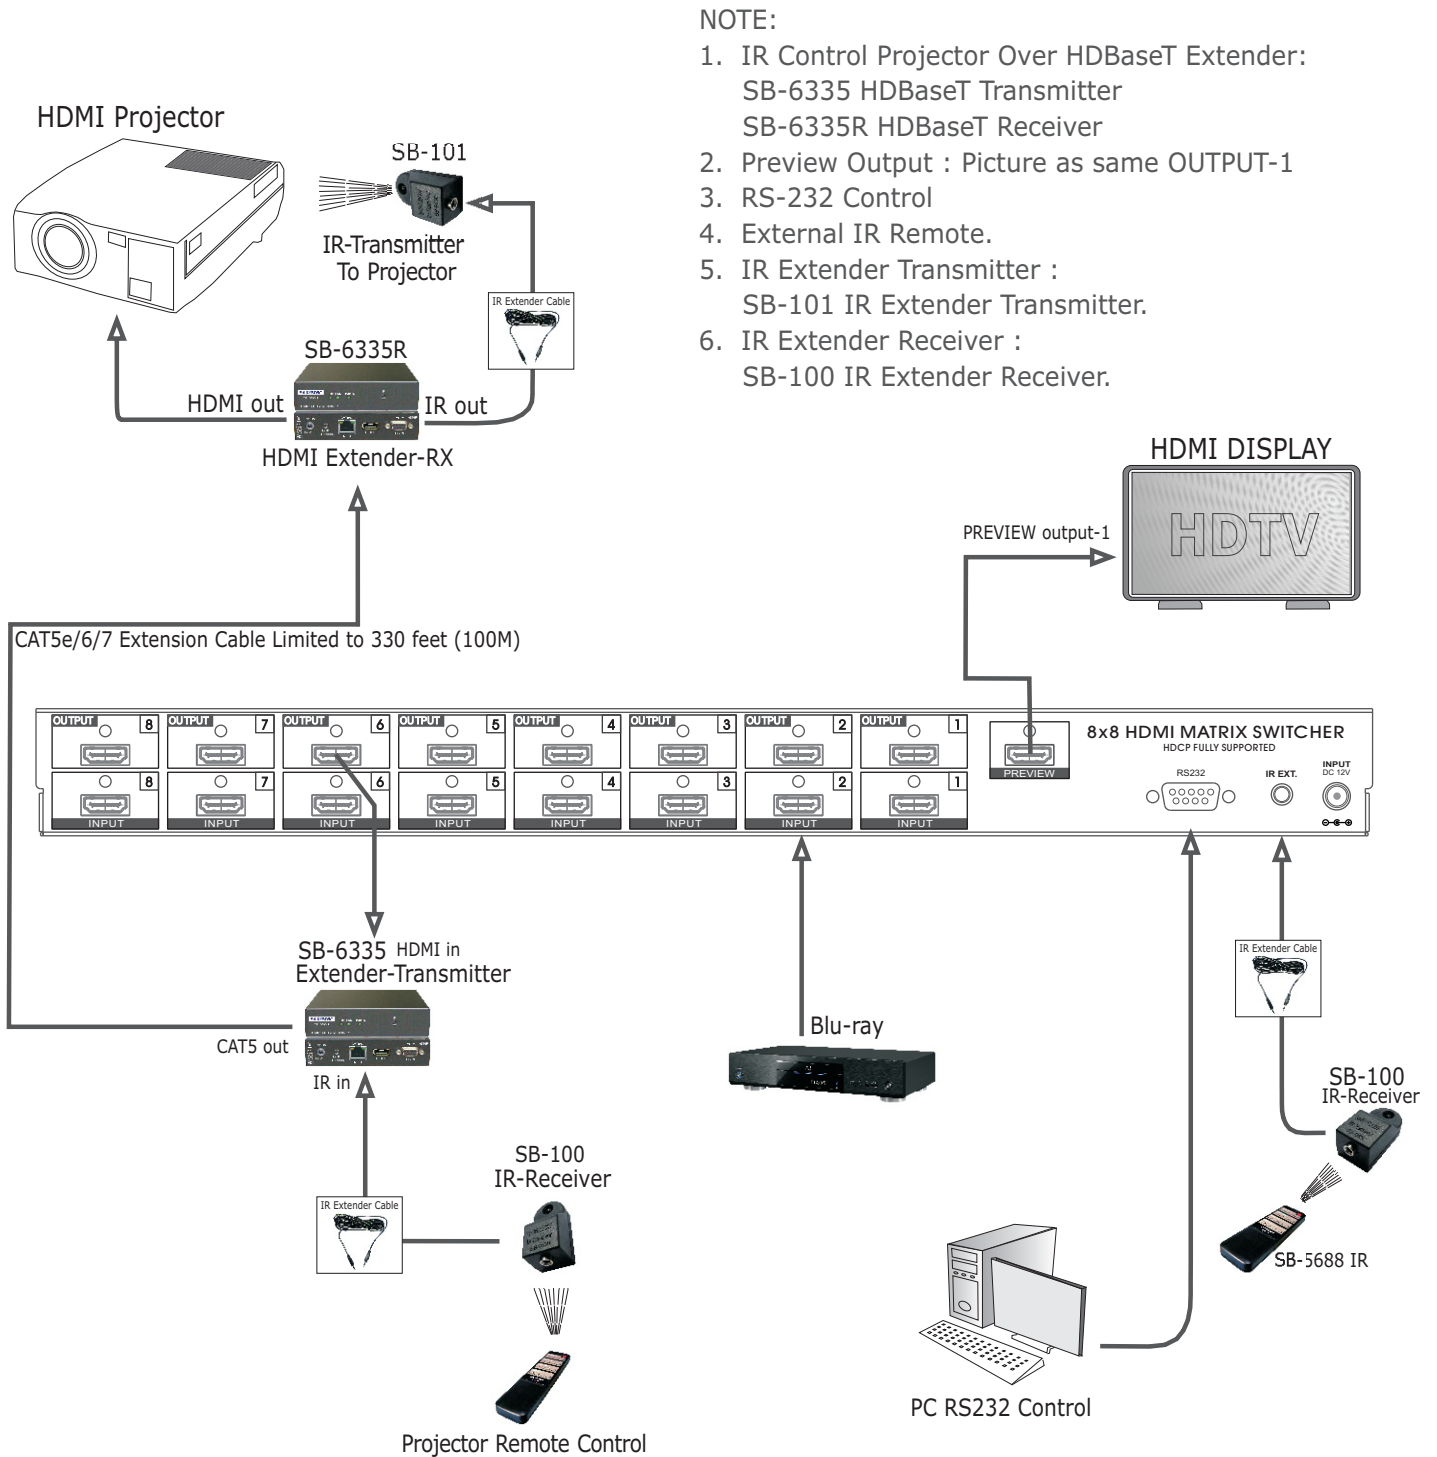 NOTE:
1. IR Control Projector Over HDBaseT Extender:
SB-6335 HDBaseT Transmitter
SB-6335R HDBaseT Receiver
2. Preview Output : Picture as same OUTPUT-1
3. RS-232 Control
4. External IR Remote.
5. IR Extender Transmitter :
SB-101 IR Extender Transmitter.
6. IR Extender Receiver :
SB-100 IR Extender Receiver.
HDMI Projector
SB-101
IR-Transmitter
To Projector
IR Extender Cable
SB-6335R
HDMI out
IR out
HDMI Extender-RX
HDMI DISPLAY
HDTV
PREVIEW output-1
CAT5e/6/7 Extension Cable Limited to 330 feet (100M)
OUTPUT 8 OUTPUT 7 OUTPUT 6 OUTPUT 5 OUTPUT 4 OUTPUT 3 OUTPUT 2 OUTPUT 1
8 7 6 5 4 3 2 1
INPUT INPUT INPUT INPUT INPUT INPUT INPUT INPUT
PREVIEW
8x8 HDMI MATRIX SWITCHER
HDCP FULLY SUPPORTED
RS232
IR EXT.
INPUT
DC 12V
SB-6335 HDMI in
Extender-Transmitter
CAT5 out
IR in
Blu-ray
IR Extender Cable
SB-100
IR-Receiver
SB-5688 IR
SB-100
IR-Receiver
IR Extender Cable
Projector Remote Control
PC RS232 Control